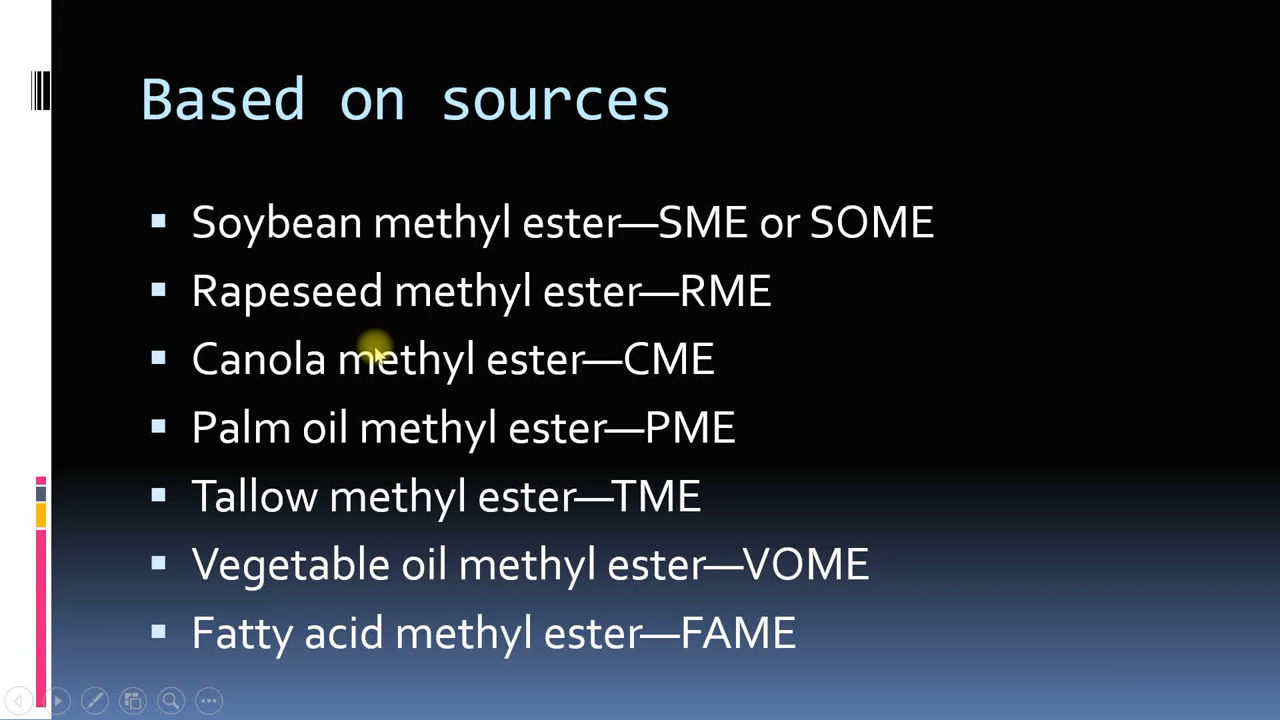 Based on sources
Soybean methyl ester—SME or SOME
Rapeseed methyl ester—RME
Canola methyl ester—CME
Palm oil methyl ester—PME
Tallow methyl ester—TME
Vegetable oil methyl ester—VOME
Fatty acid methyl ester—FAME